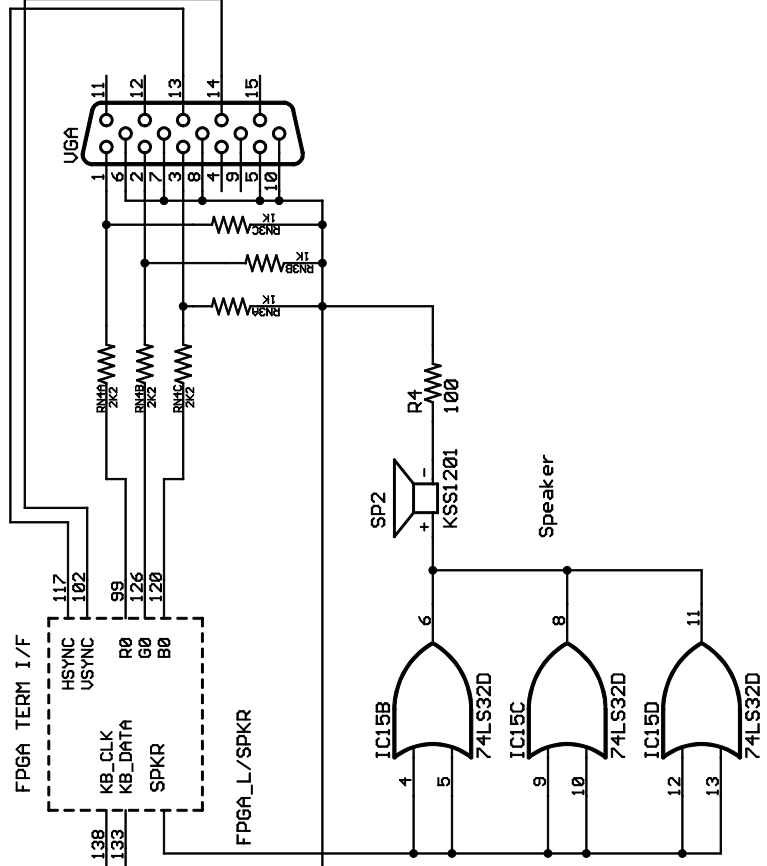 11
12
13
14
15
VGA
1
6
2
7
3
8
4
9
5
10
RN3C
1K
RN3B
1K
RN3A
1K
RN4A
2K2
RN4B
2K2
RN4C
2K2
R4
100
SP2
-
+
KSS1201
Speaker
117
102
99
126
120
FPGA TERM I/F
HSYNC
VSYNC
R0
G0
B0
KB_CLK
KB_DATA
SPKR
FPGA_L/SPKR
138
133
6
8
11
IC15B
74LS32D
IC15C
74LS32D
IC15D
74LS32D
4
5
9
10
12
13